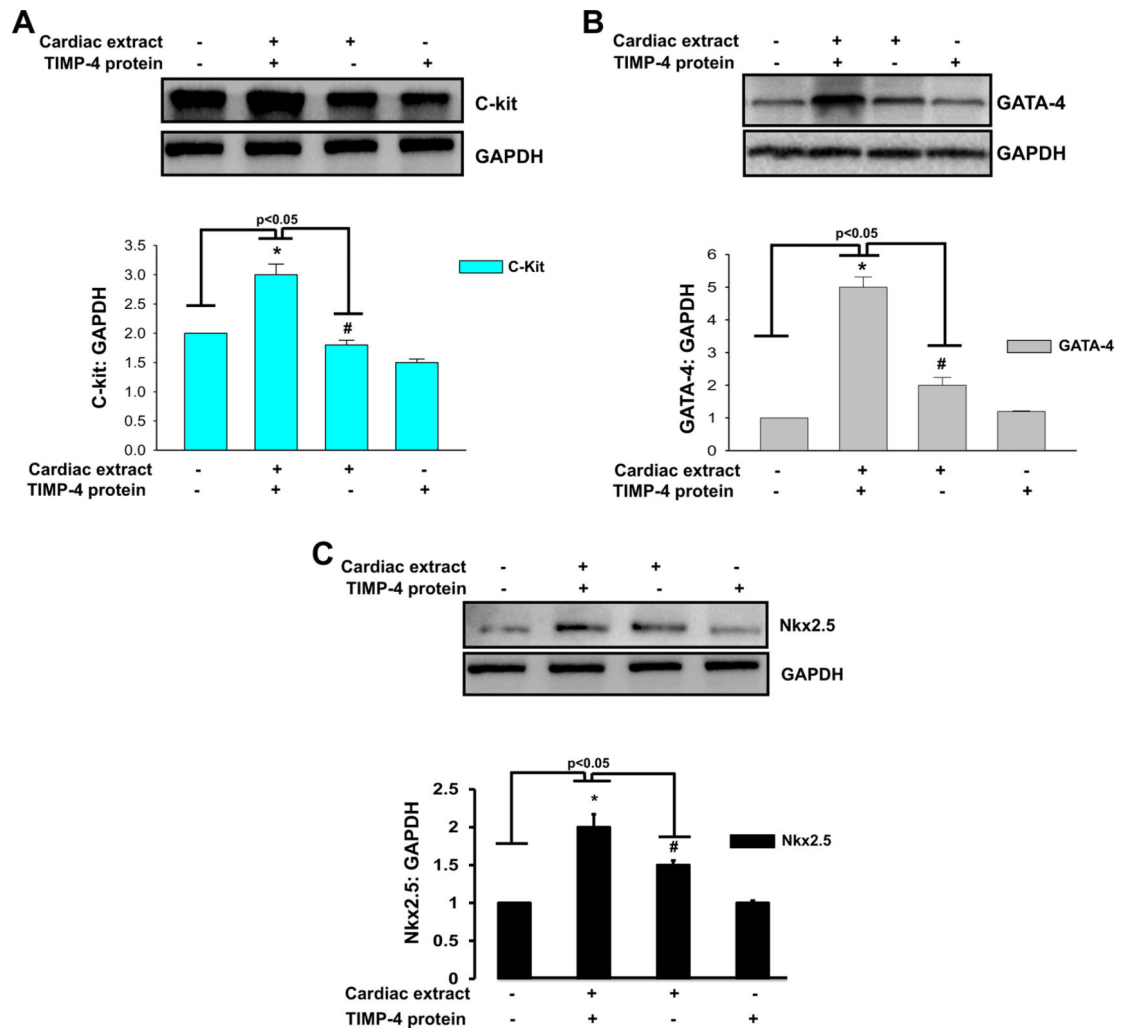 A
Cardiac extract - + + -
TIMP-4 protein - + - +
C-kit
GAPDH
p<0.05
3.5
3.0
2.5
2.0
1.5
1.0
0.5
0.0
*
#
C-kit: GAPDH
C-Kit
Cardiac extract - + + -
TIMP-4 protein - + - +
B
Cardiac extract - + + -
TIMP-4 protein - + - +
GATA-4
GAPDH
p<0.05
6
5
4
3
2
1
0
*
#
GATA-4: GAPDH
GATA-4
Cardiac extract - + + -
TIMP-4 protein - + - +
C
Cardiac extract - + + -
TIMP-4 protein - + - +
Nkx2.5
GAPDH
p<0.05
2.5
2
1.5
1
0.5
0
*
#
Nkx2.5: GAPDH
Nkx2.5
Cardiac extract - + + -
TIMP-4 protein - + - +